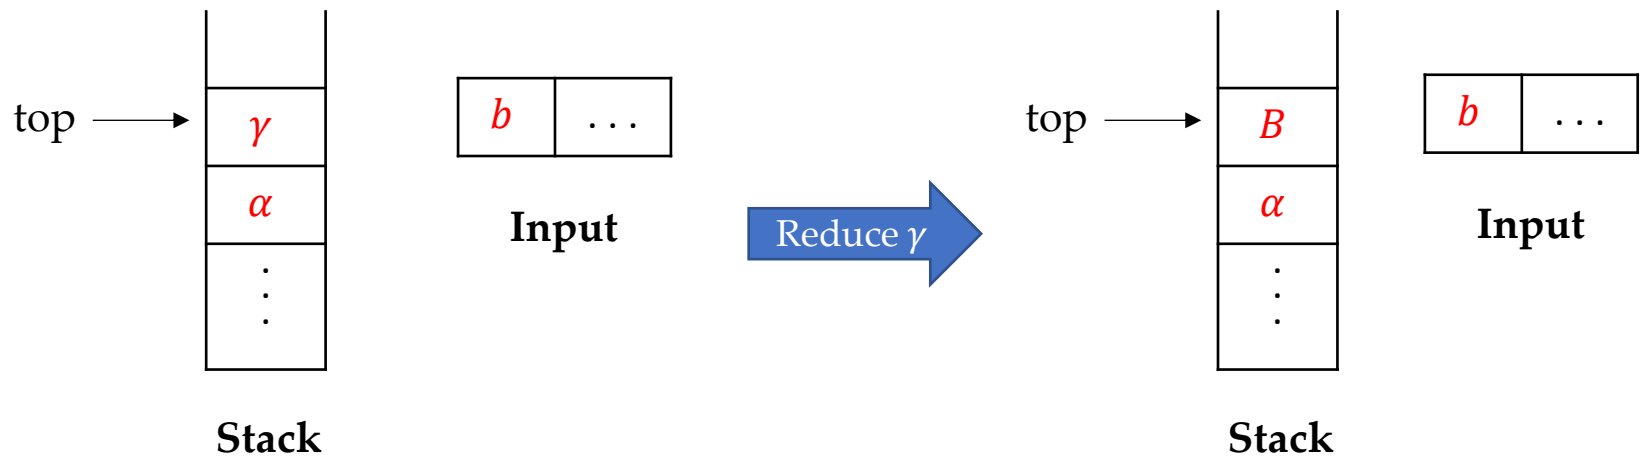 top
γ
α
.
.
.
Stack
b
. . .
Input
Reduce γ
top
B
α
.
.
.
Stack
b
. . .
Input